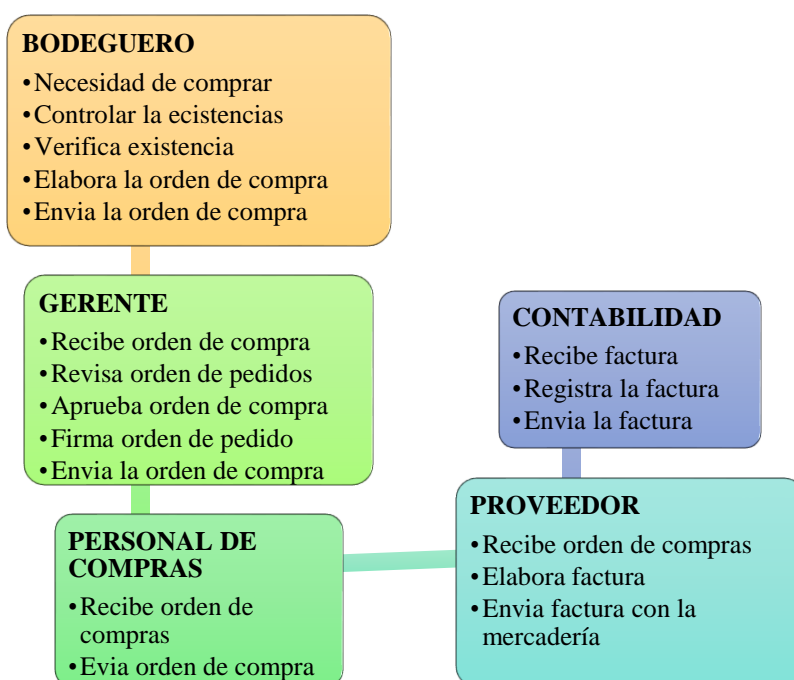 BODEGUERO
•Necesidad de comprar
•Controlar la ecistencias
•Verifica existencia
•Elabora la orden de compra
•Envia la orden de compra
GERENTE
•Recibe orden de compra
•Revisa orden de pedidos
•Aprueba orden de compra
•Firma orden de pedido
•Envia la orden de compra
PERSONAL DE
COMPRAS
•Recibe orden de
compras
•Evia orden de compra
PROVEEDOR
•Recibe orden de compras
•Elabora factura
•Envia factura con la
mercadería
CONTABILIDAD
•Recibe factura
•Registra la factura
•Envia la factura